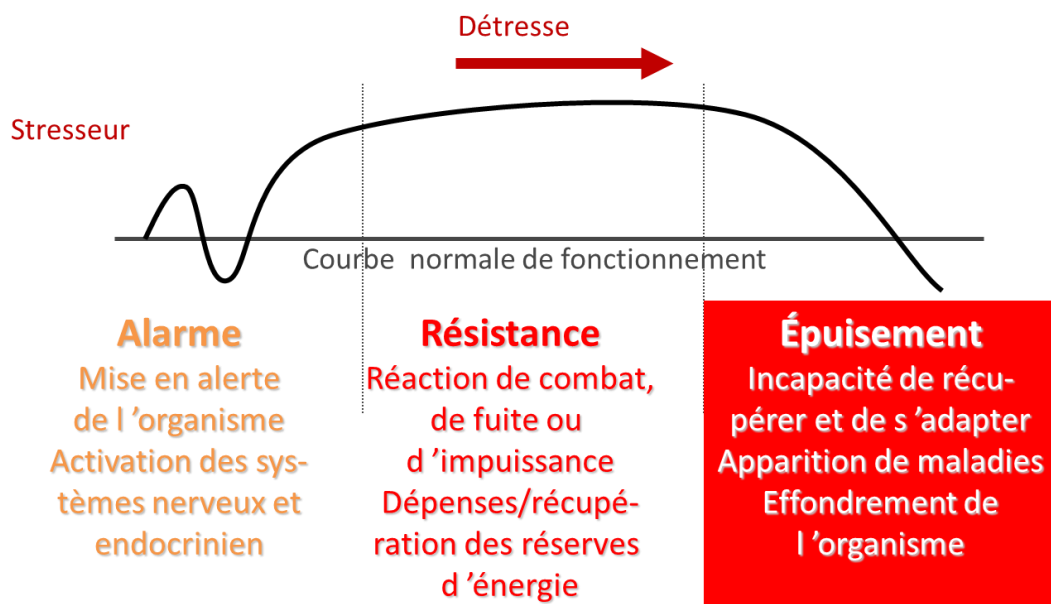 Détresse
Stresseur
Courbe normale de fonctionnement
Alarme
Mise en alerte
de l ’organisme
Activation des sys-
tèmes nerveux et
endocrinien
Résistance
Réaction de combat,
de fuite ou
d ’impuissance
Dépenses/récupé-
ration des réserves
d ’énergie
Épuisement
Incapacité de récu-
pérer et de s ’adapter
Apparition de maladies
Effondrement de
l ’organisme